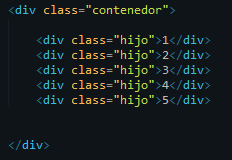 <div class="contenedor">
<div class="hijo">1</div>
<div class="hijo">2</div>
<div class="hijo">3</div>
<div class="hijo">4</div>
<div class="hijo">5</div>
</div>